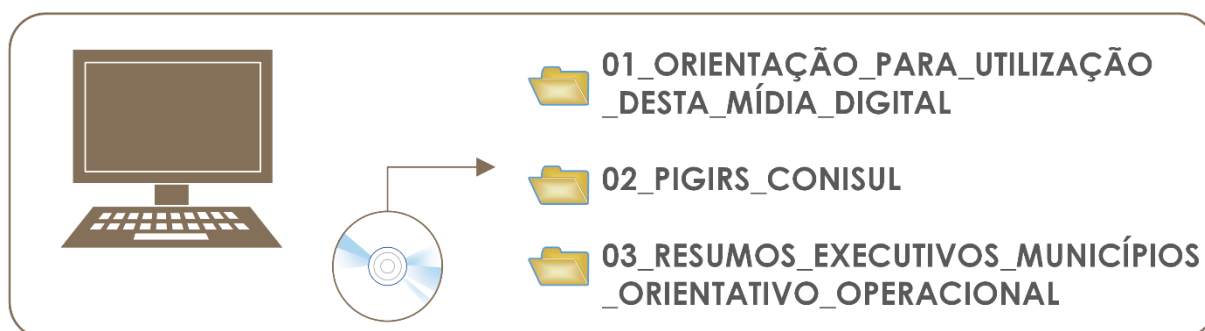 01_ORIENTAÇÃO_PARA_UTILIZAÇÃO
_DESTA_MÍDIA_DIGITAL
02_PIGIRS_CONISUL
03_RESUMOS_EXECUTIVOS_MUNICÍPIOS
_ORIENTATIVO_OPERACIONAL